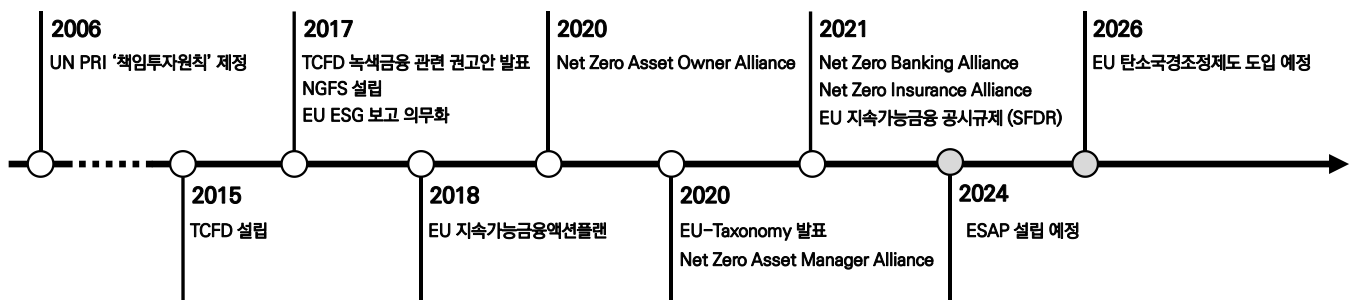 2006
UN PRI ‘책임투자원칙’ 제정
2017
TCFD 녹색금융 관련 권고안 발표
NGFS 설립
EU ESG 보고 의무화
2020
Net Zero Asset Owner Alliance
2021
Net Zero Banking Alliance
Net Zero Insurance Alliance
EU 지속가능금융 공시규제 (SFDR)
2026
EU 탄소국경조정제도 도입 예정
2015
TCFD 설립
2018
EU 지속가능금융액션플랜
2020
EU-Taxonomy 발표
Net Zero Asset Manager Alliance
2024
ESAP 설립 예정